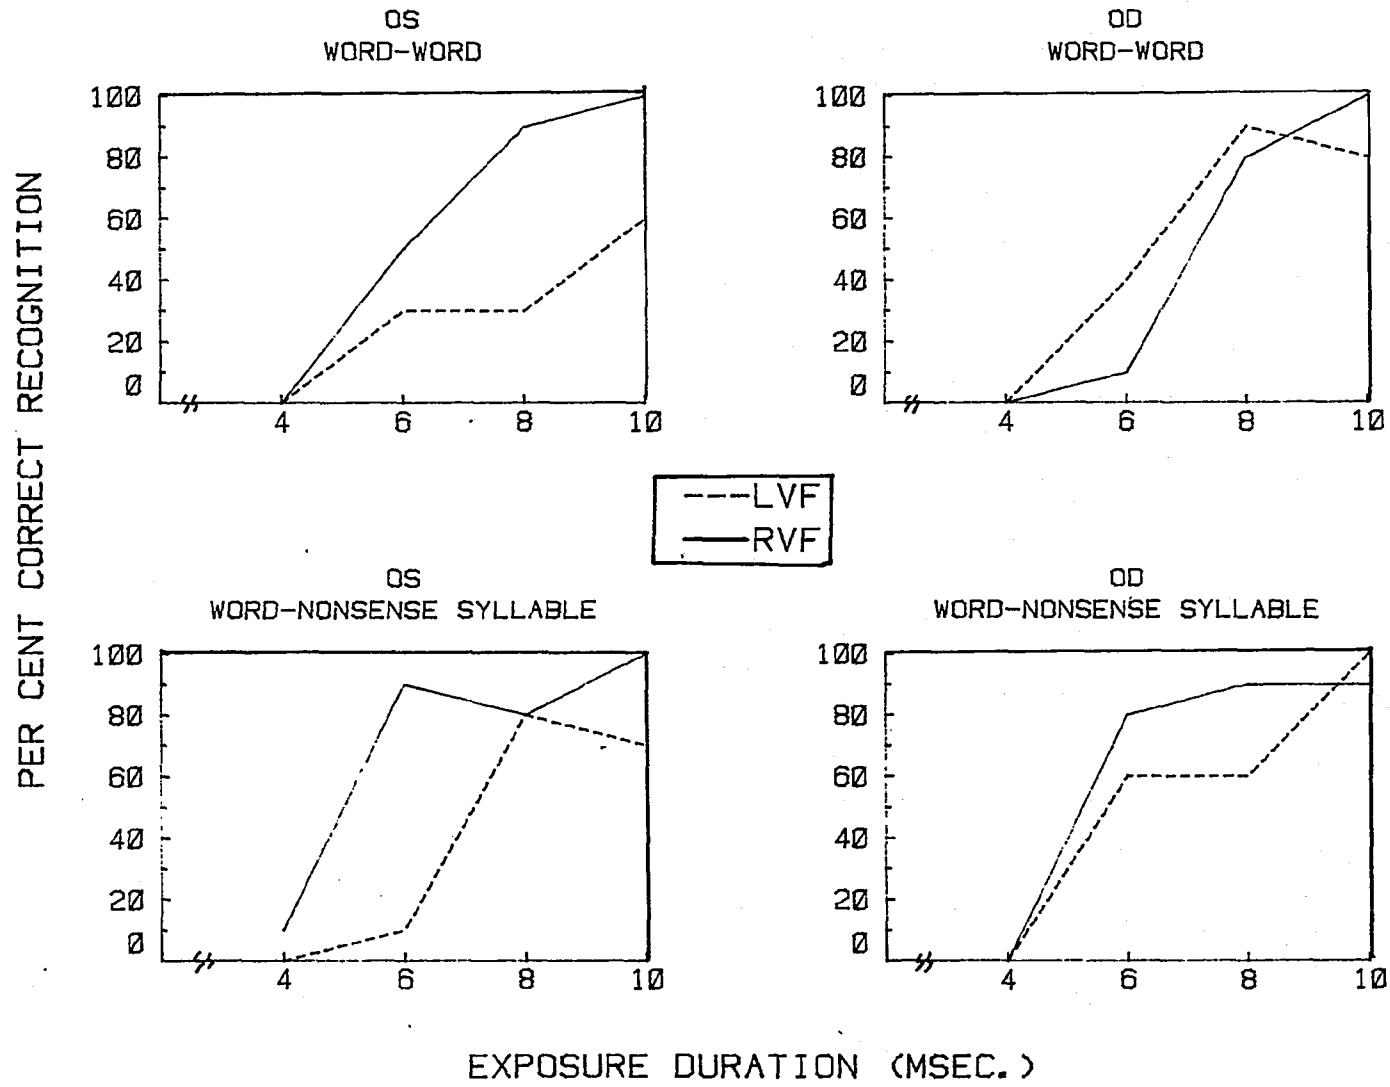 OS
WORD-WORD
100
80
60
40
20
0
4 6 8 10
OD
WORD-WORD
100
80
60
40
20
0
4 6 8 10
PER CENT CORRECT RECOGNITION
LVF
RVF
OS
WORD-NONSENSE SYLLABLE
100
80
60
40
20
0
4 6 8 10
OD
WORD-NONSENSE SYLLABLE
100
80
60
40
20
0
4 6 8 10
EXPOSURE DURATION (MSEC.)